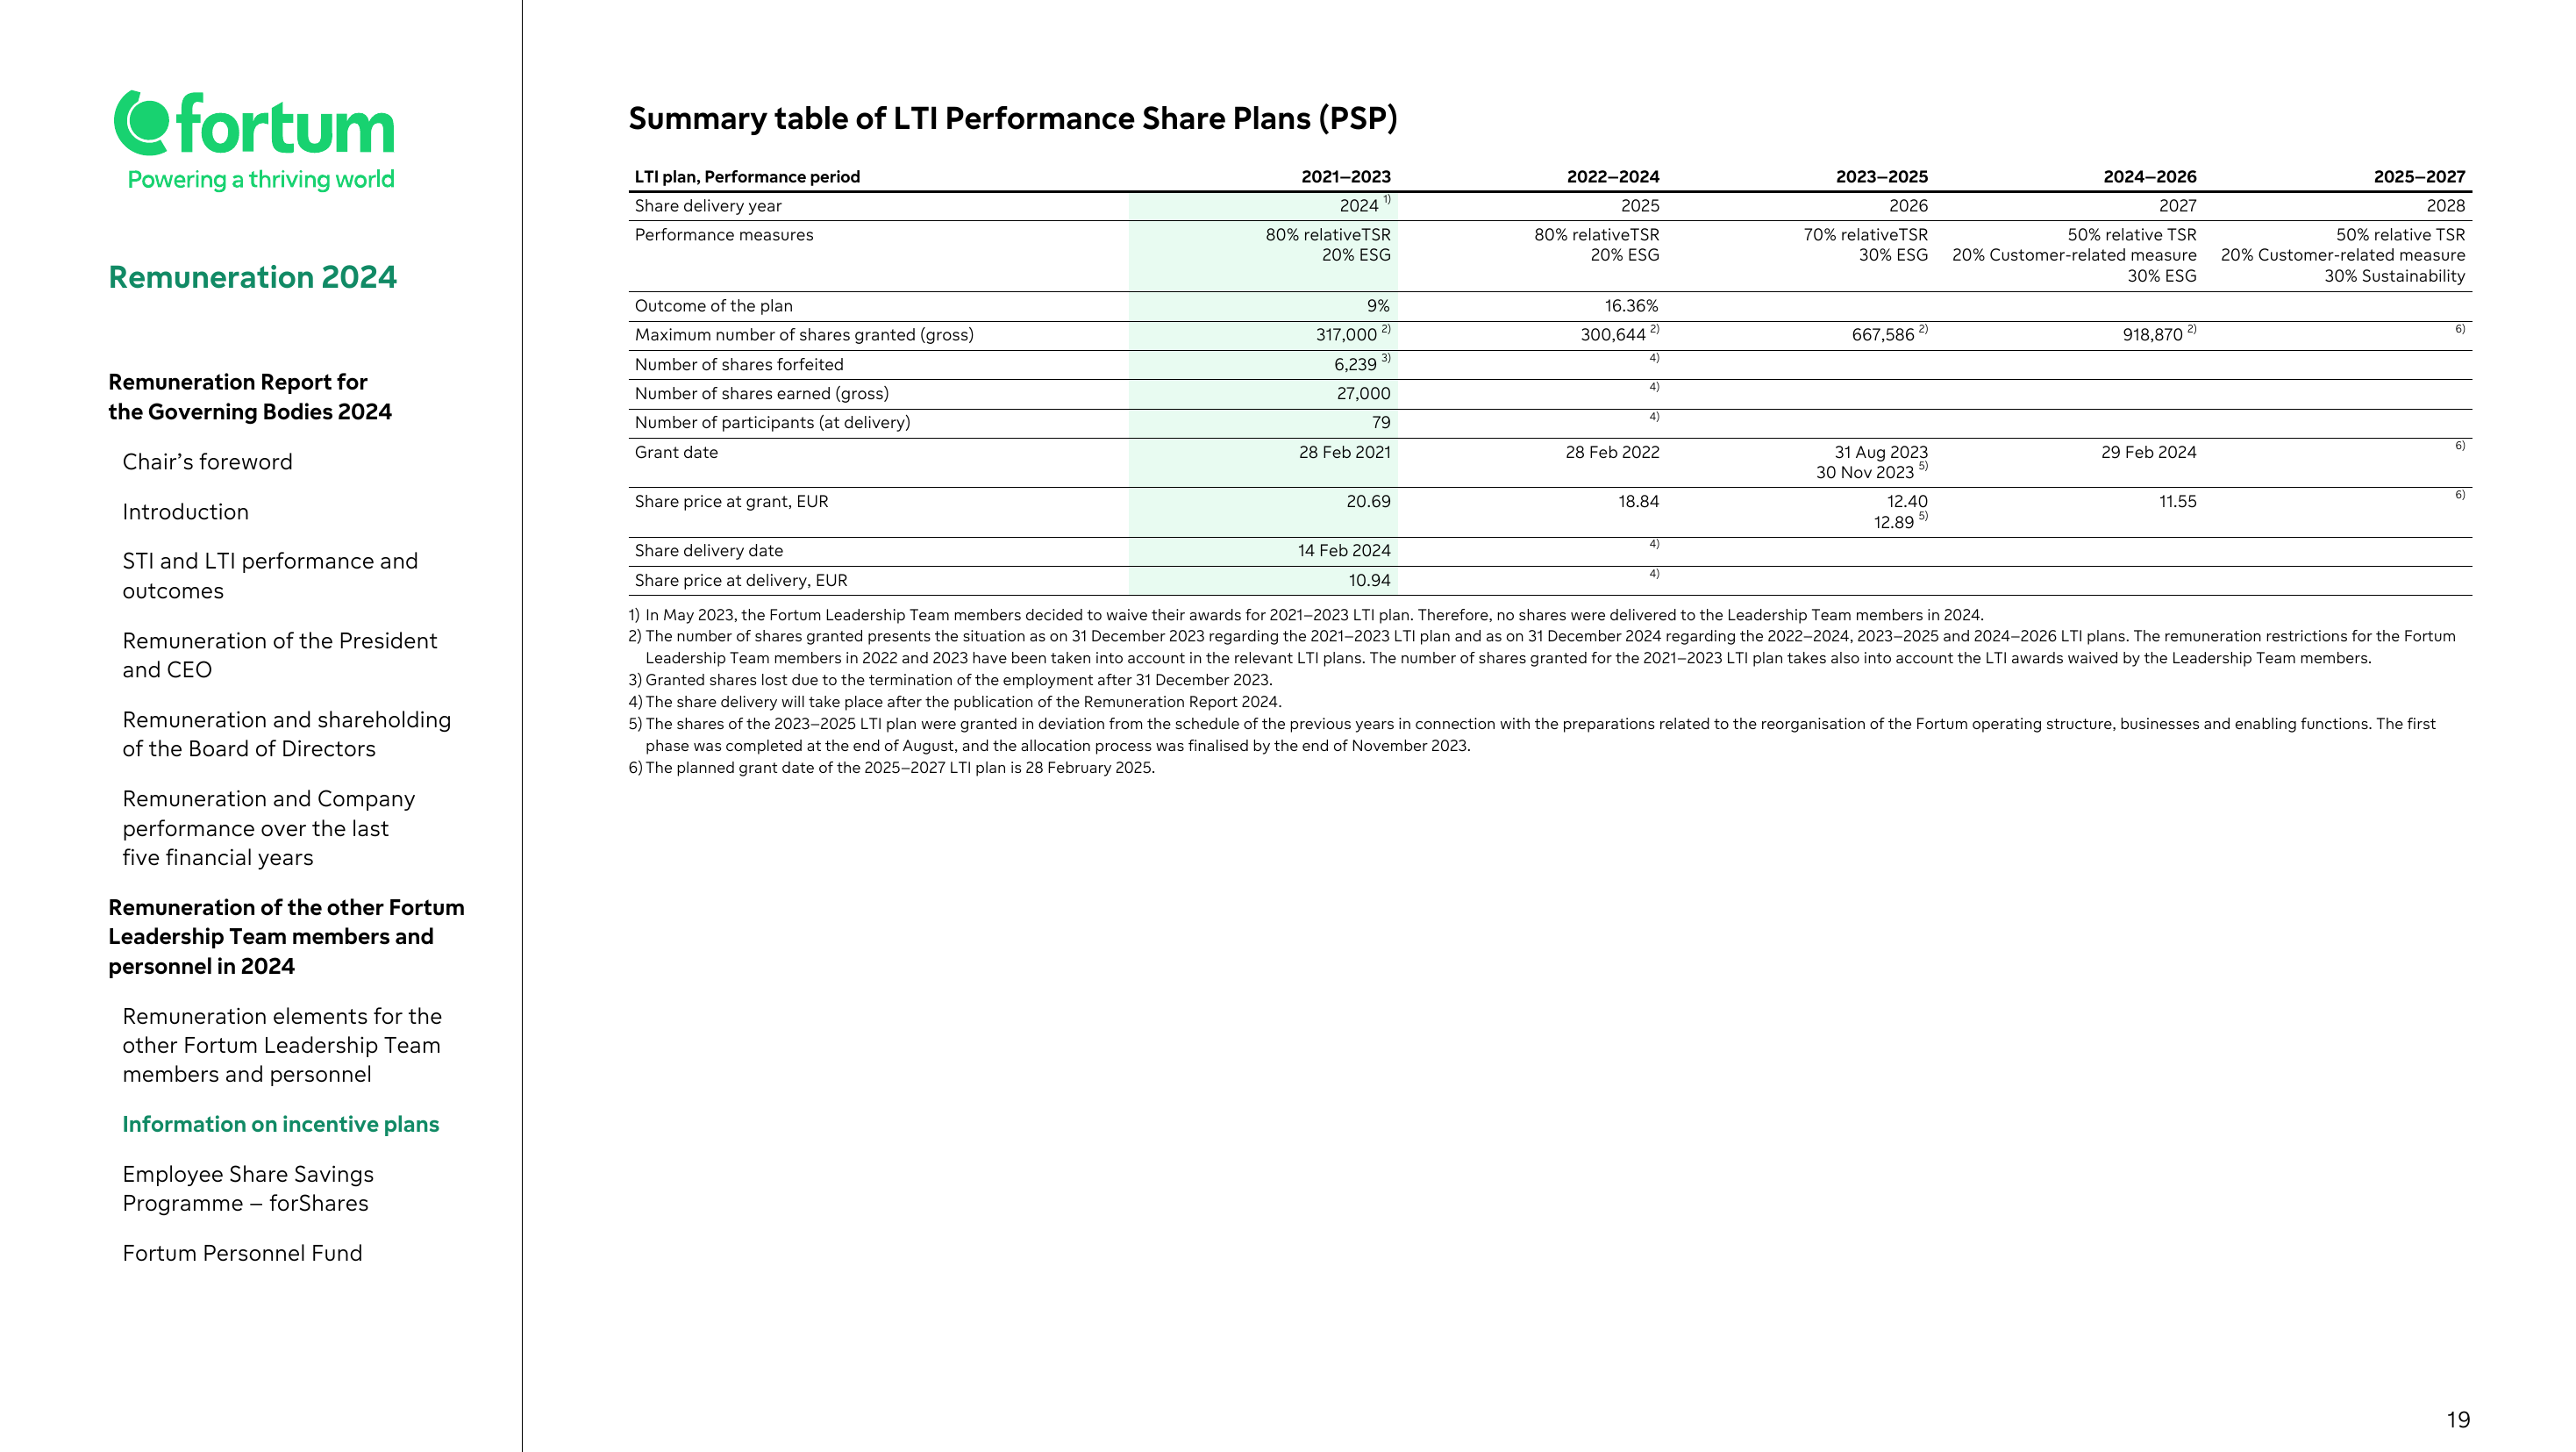 fortum
Powering a thriving world
Remuneration 2024
Remuneration Report for
the Governing Bodies 2024
Chair’s foreword
Introduction
STI and LTI performance and
outcomes
Remuneration of the President
and CEO
Remuneration and shareholding
of the Board of Directors
Remuneration and Company
performance over the last
five financial years
Remuneration of the other Fortum
Leadership Team members and
personnel in 2024
Remuneration elements for the
other Fortum Leadership Team
members and personnel
Information on incentive plans
Employee Share Savings
Programme – forShares
Fortum Personnel Fund
Summary table of LTI Performance Share Plans (PSP)
LTI plan, Performance period 2021–2023 2022–2024 2023–2025 2024–2026 2025–2027
Share delivery year 2024 1) 2025 2026 2027 2028
Performance measures 80% relativeTSR 80% relativeTSR 70% relativeTSR 50% relative TSR 50% relative TSR
20% ESG 20% ESG 30% ESG 20% Customer-related measure 20% Customer-related measure
30% ESG 30% Sustainability
Outcome of the plan 9% 16.36%
Maximum number of shares granted (gross) 317,000 2) 300,644 2) 667,586 2) 918,870 2) 6)
Number of shares forfeited 6,239 3) 4)
Number of shares earned (gross) 27,000 4)
Number of participants (at delivery) 79 4)
Grant date 28 Feb 2021 28 Feb 2022 31 Aug 2023 29 Feb 2024 6)
30 Nov 2023 5)
Share price at grant, EUR 20.69 18.84 12.40 11.55 6)
12.89 5)
Share delivery date 14 Feb 2024 4)
Share price at delivery, EUR 10.94 4)
1) In May 2023, the Fortum Leadership Team members decided to waive their awards for 2021–2023 LTI plan. Therefore, no shares were delivered to the Leadership Team members in 2024.
2) The number of shares granted presents the situation as on 31 December 2023 regarding the 2021–2023 LTI plan and as on 31 December 2024 regarding the 2022–2024, 2023–2025 and 2024–2026 LTI plans. The remuneration restrictions for the Fortum
Leadership Team members in 2022 and 2023 have been taken into account in the relevant LTI plans. The number of shares granted for the 2021–2023 LTI plan takes also into account the LTI awards waived by the Leadership Team members.
3) Granted shares lost due to the termination of the employment after 31 December 2023.
4) The share delivery will take place after the publication of the Remuneration Report 2024.
5) The shares of the 2023–2025 LTI plan were granted in deviation from the schedule of the previous years in connection with the preparations related to the reorganisation of the Fortum operating structure, businesses and enabling functions. The first
phase was completed at the end of August, and the allocation process was finalised by the end of November 2023.
6) The planned grant date of the 2025–2027 LTI plan is 28 February 2025.
19